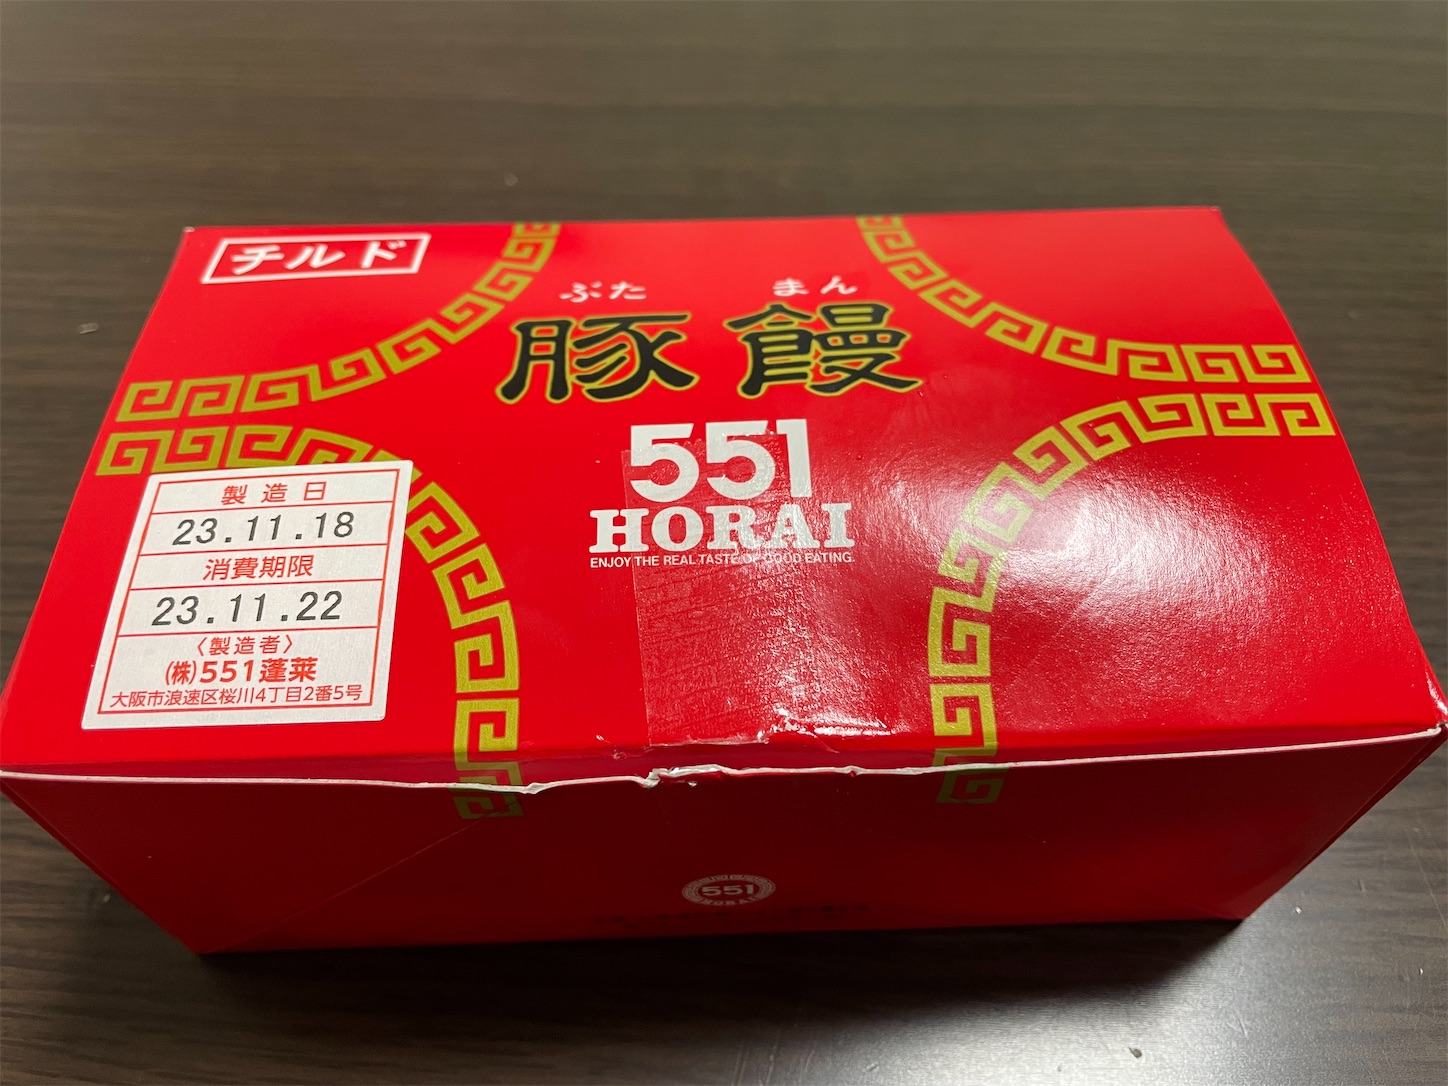 チルド
ぶた まん
豚饅
551
HORAI
ENJOY THE REAL TASTE OF GOOD EATING.
製造日
23.11.18
消費期限
23.11.22
〈製造者〉
(株)551蓬莱
大阪市浪速区桜川4丁目2番5号
551
HORAI